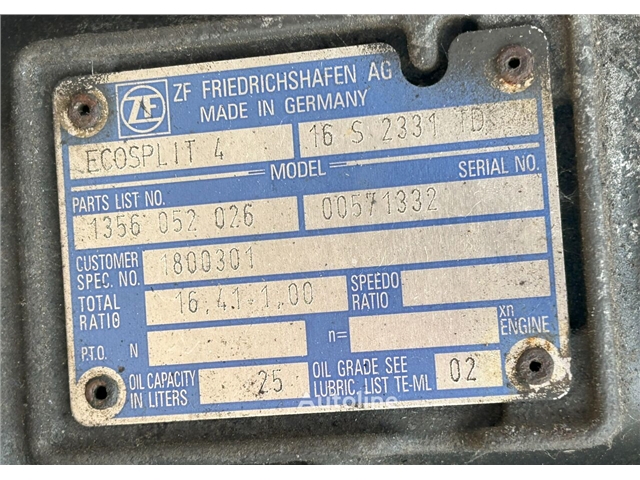 ZF ZF FRIEDRICHSHAFEN AG
MADE IN GERMANY
ECOSPLIT 4 16 S 2331 TD
MODEL
PARTS LIST NO. SERIAL NO.
1356 052 026 00571332
CUSTOMER SPEC. NO. 1800301
TOTAL RATIO 16,41-1,00 SPEEDO RATIO
P.T.O. N n= xn ENGINE
OIL CAPACITY IN LITERS 25 OIL GRADE SEE LUBRIC. LIST TE-ML 02
Autoline